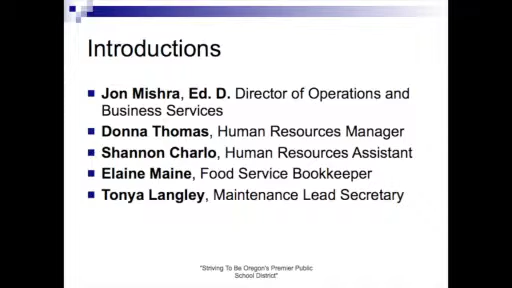 Introductions
Jon Mishra, Ed. D. Director of Operations and
Business Services
Donna Thomas, Human Resources Manager
Shannon Charlo, Human Resources Assistant
Elaine Maine, Food Service Bookkeeper
Tonya Langley, Maintenance Lead Secretary
"Striving To Be Oregon's Premier Public
School District"